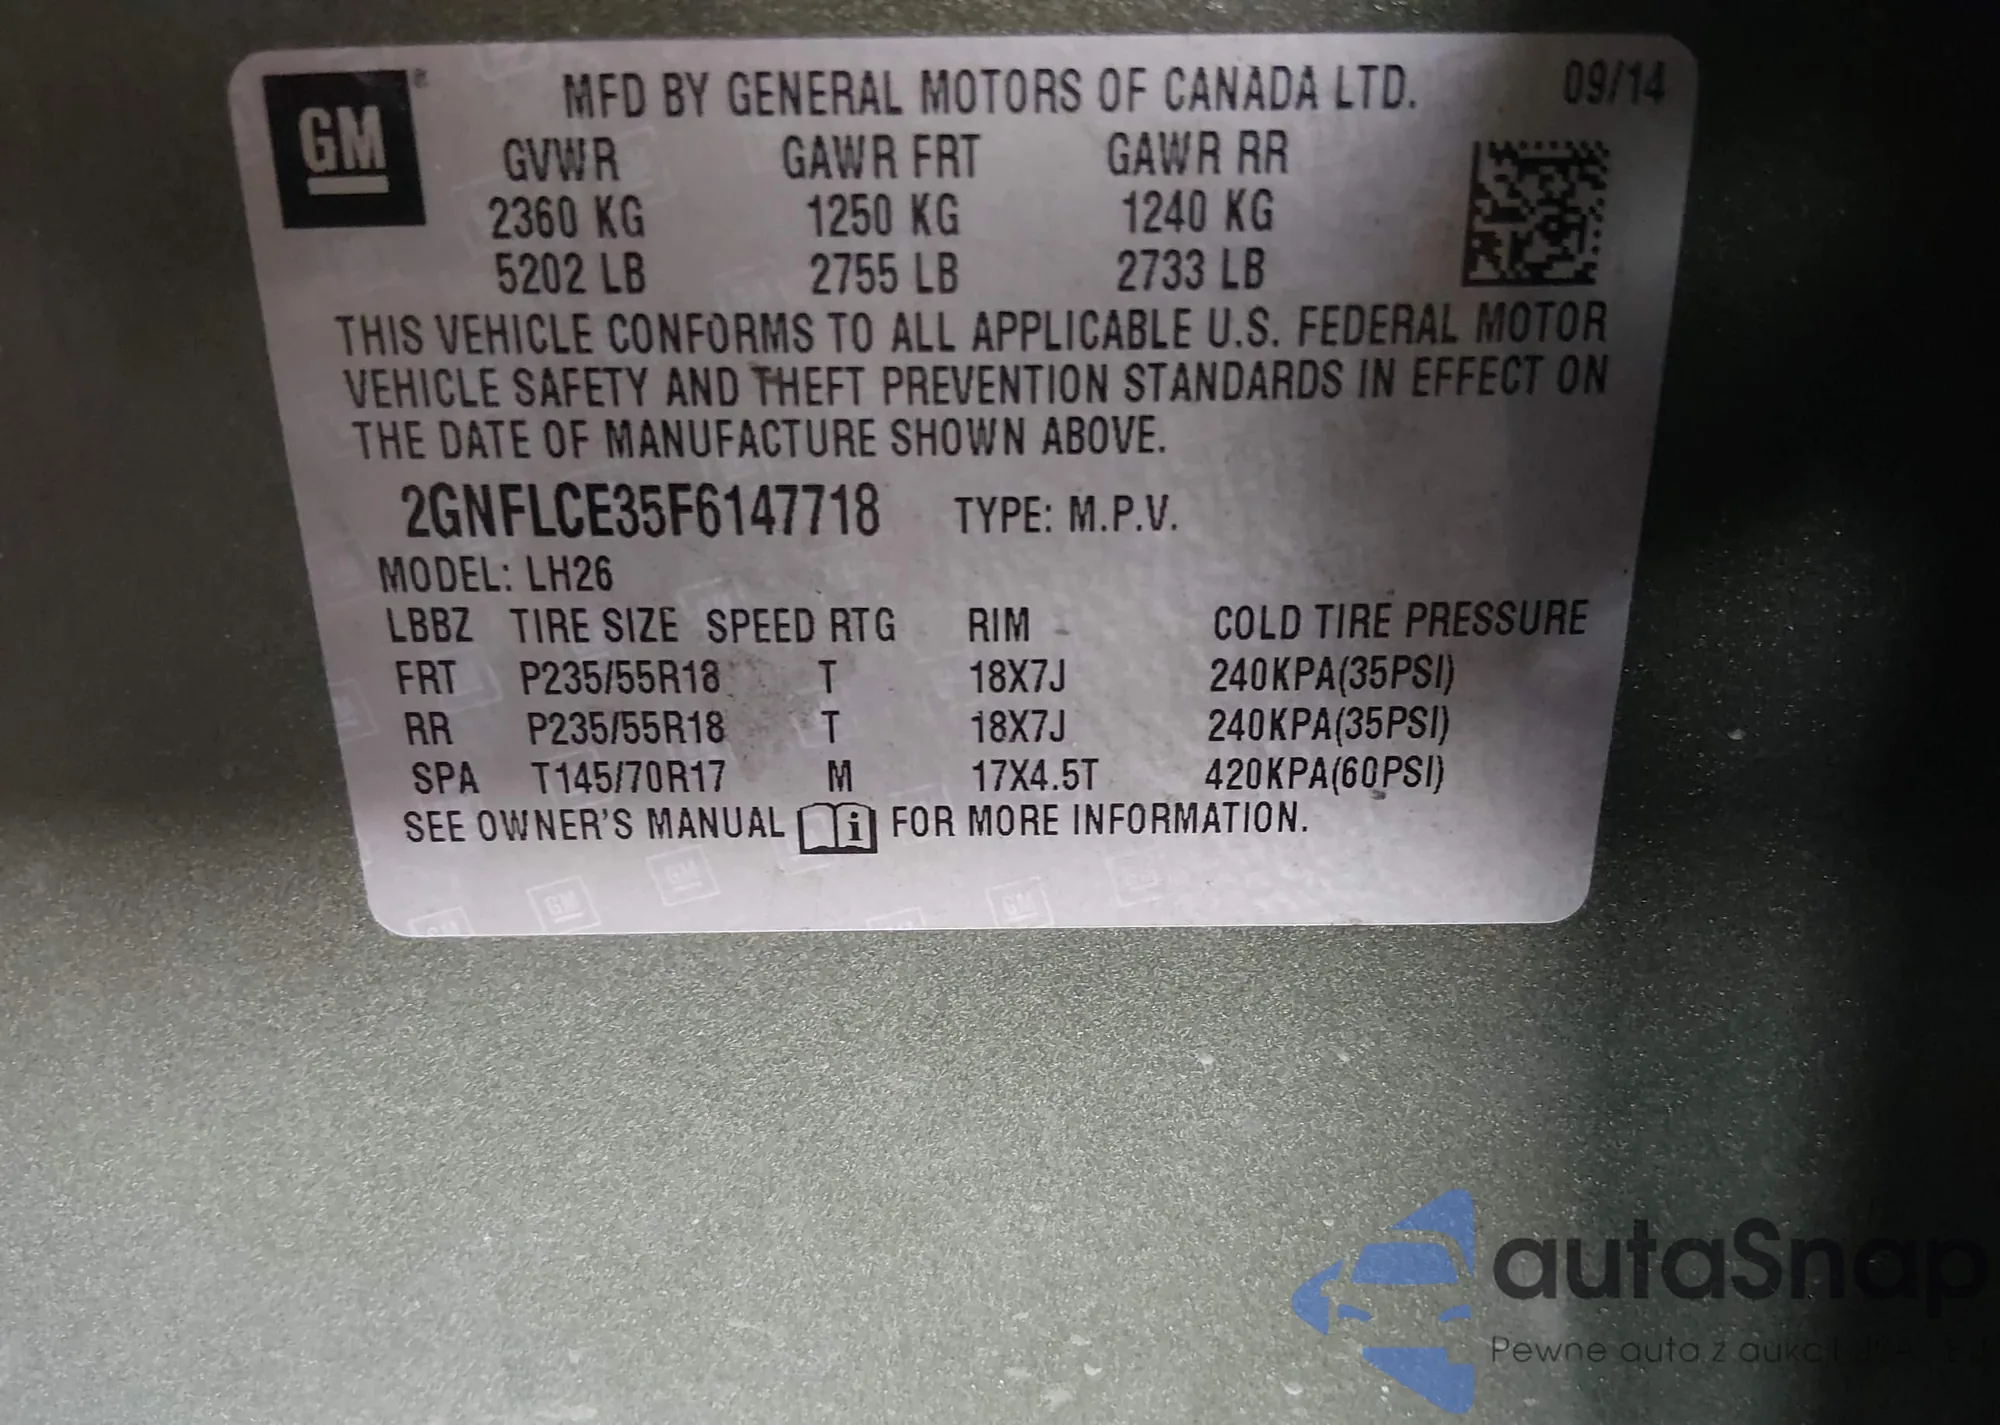 GM
MFD BY GENERAL MOTORS OF CANADA LTD. 09/14
GVWR GAWR FRT GAWR RR
2360 KG 1250 KG 1240 KG
5202 LB 2755 LB 2733 LB
THIS VEHICLE CONFORMS TO ALL APPLICABLE U.S. FEDERAL MOTOR
VEHICLE SAFETY AND THEFT PREVENTION STANDARDS IN EFFECT ON
THE DATE OF MANUFACTURE SHOWN ABOVE.
2GNFLCE35F6147718 TYPE: M.P.V.
MODEL: LH26
LBBZ TIRE SIZE SPEED RTG RIM COLD TIRE PRESSURE
FRT P235/55R18 T 18X7J 240KPA(35PSI)
RR P235/55R18 T 18X7J 240KPA(35PSI)
SPA T145/70R17 M 17X4.5T 420KPA(60PSI)
SEE OWNER'S MANUAL i FOR MORE INFORMATION.
autaSnap
Pewne auta z